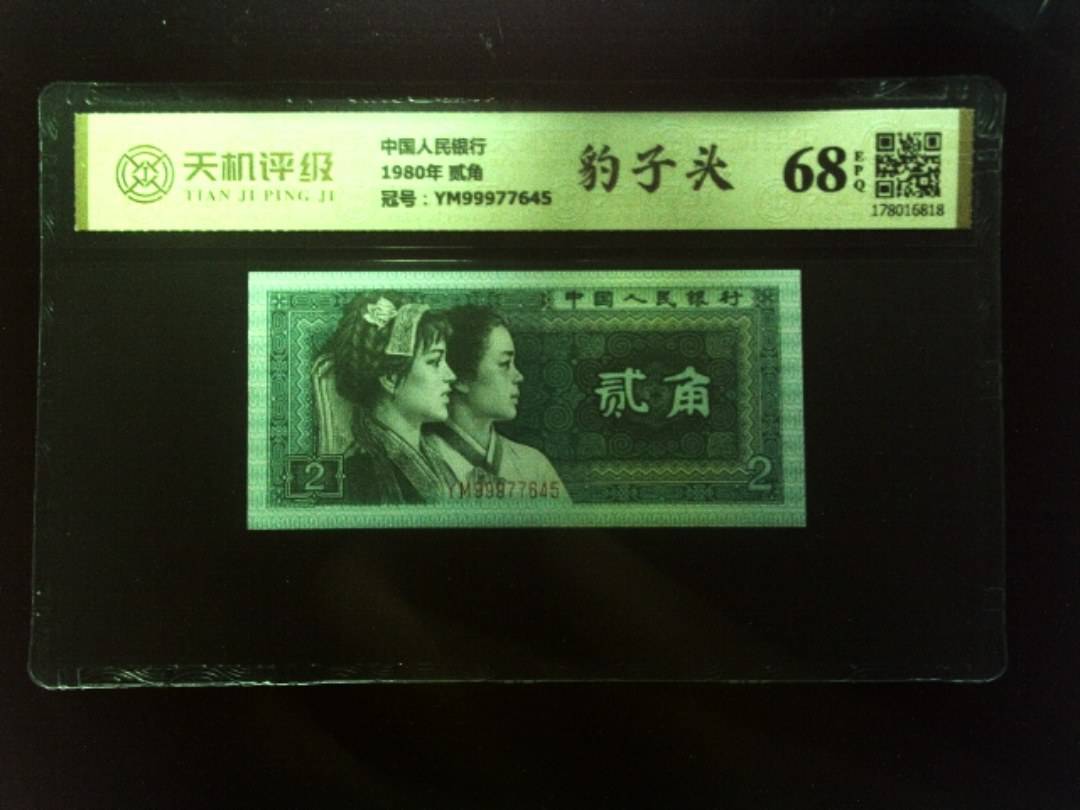 天机评级
TIAN JI PING JI
中国人民银行
1980年 贰角
冠号：YM99977645
豹子头
68
EPQ
178016818
中国人民银行
贰角
2
2
YM99977645